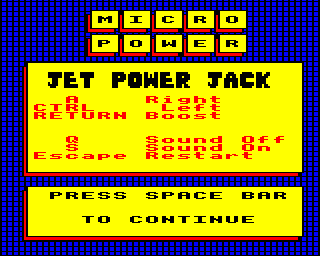 MICRO
POWER
JET POWER JACK
A Right
CTRL Left
RETURN Boost
Q Sound Off
S Sound On
Escape Restart
PRESS SPACE BAR
TO CONTINUE